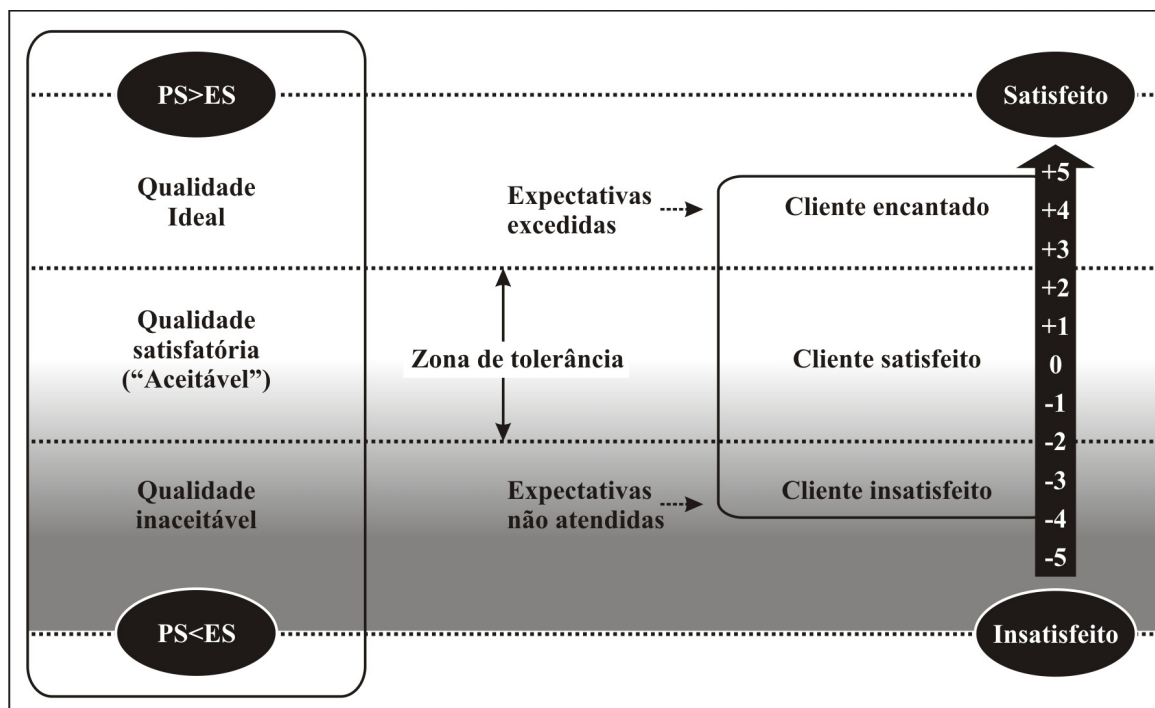 PS>ES
Satisfeito
Qualidade
Ideal
Expectativas
excedidas
Cliente encantado
+5
+4
+3
Qualidade
satisfatória
(“Aceitável”)
Zona de tolerância
Cliente satisfeito
+2
+1
0
-1
-2
Qualidade
inaceitável
Expectativas
não atendidas
Cliente insatisfeito
-3
-4
-5
PS<ES
Insatisfeito